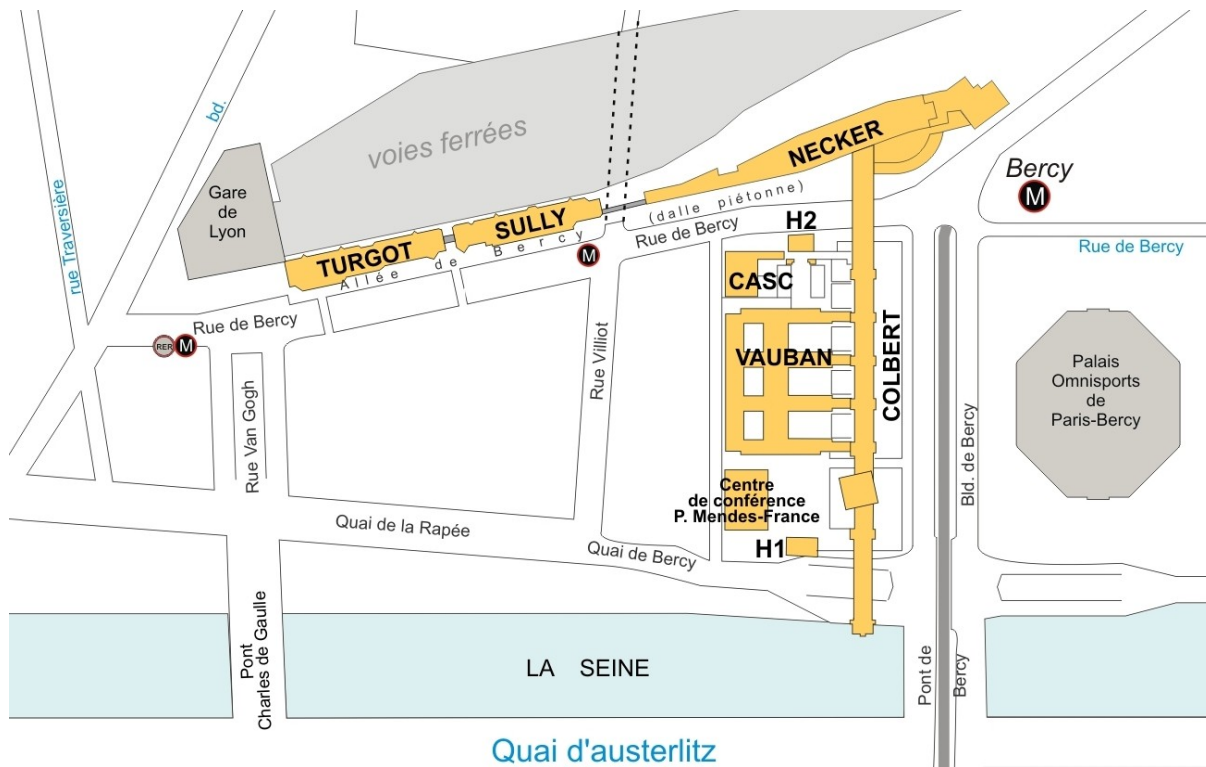 bd.
voies ferrées
NECKER
Bercy
M
rue Traversière
Gare
de
Lyon
(dalle piétonne)
SULLY
TURGOT
Allée de Bercy
M
Rue de Bercy
H2
Rue de Bercy
CASC
Rue de Bercy
RER
M
VAUBAN
COLBERT
Rue Villiot
Rue Van Gogh
Palais
Omnisports
de
Paris-Bercy
Bld. de Bercy
Centre
de conférence
P. Mendes-France
Quai de la Rapée
Quai de Bercy
H1
Pont
Charles de Gaulle
LA SEINE
Pont de
Bercy
Quai d'austerlitz